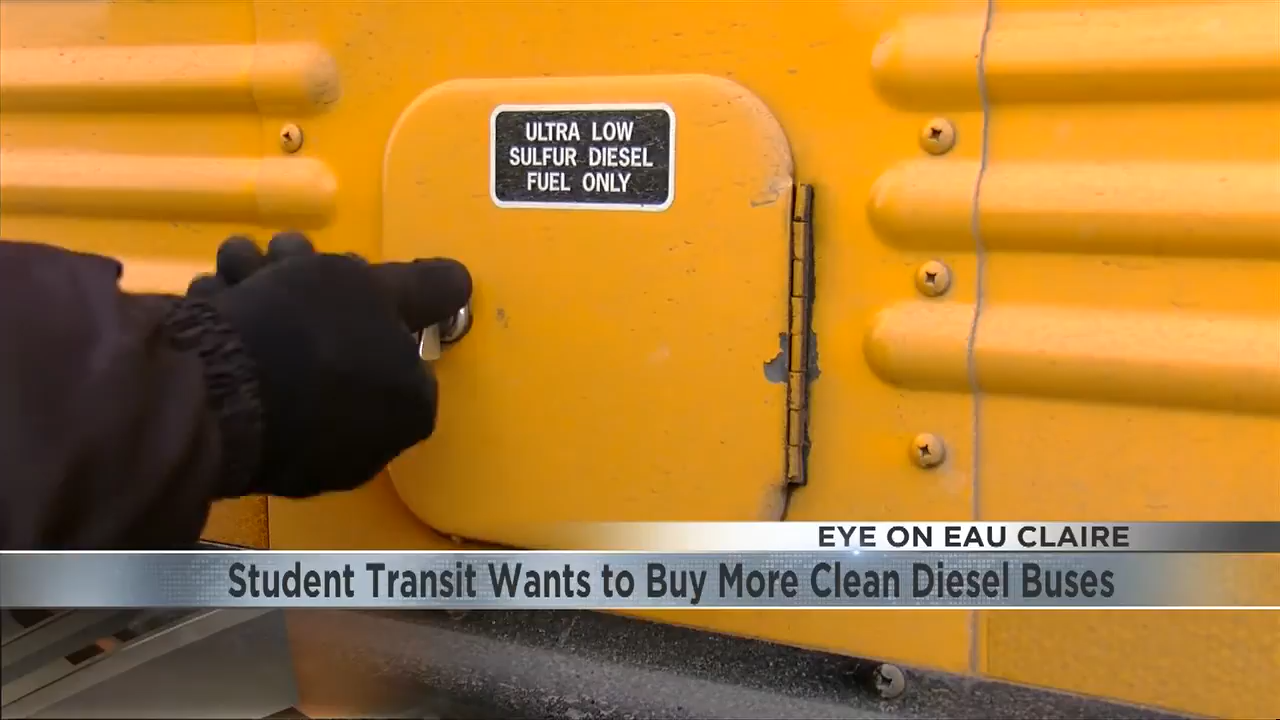 ULTRA LOW
SULFUR DIESEL
FUEL ONLY
EYE ON EAU CLAIRE
Student Transit Wants to Buy More Clean Diesel Buses